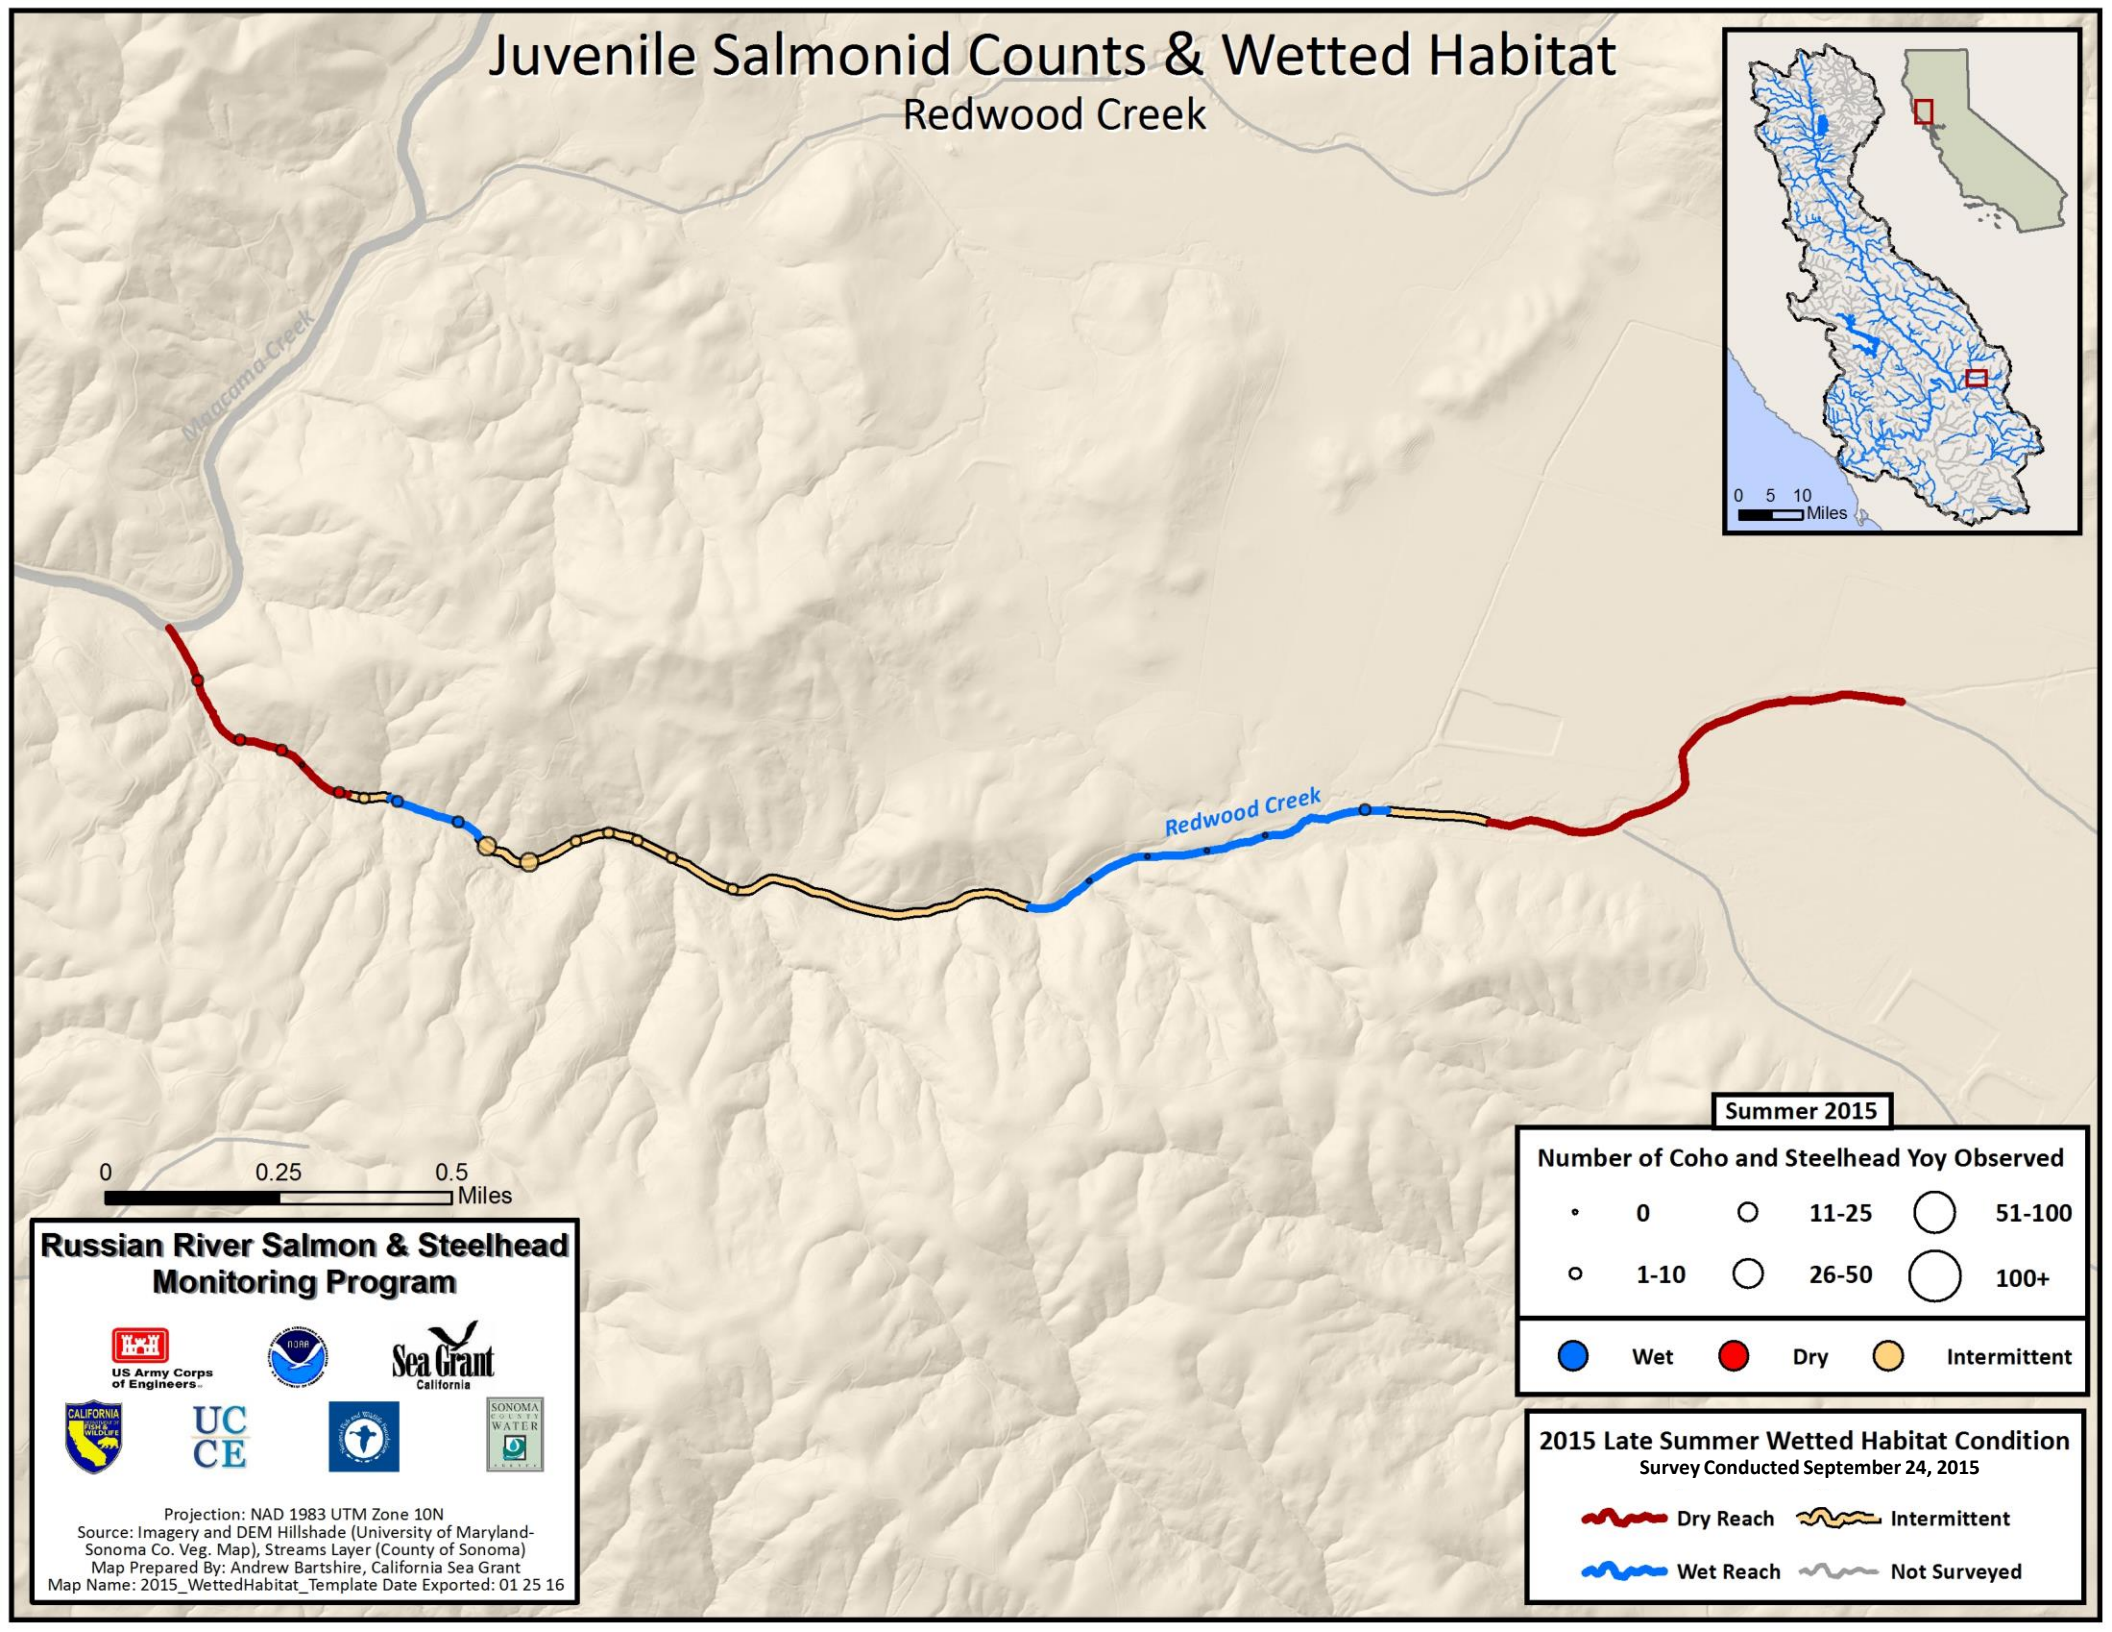 Juvenile Salmonid Counts & Wetted Habitat
Redwood Creek
0 5 10
Miles
Maacama Creek
Redwood Creek
0 0.25 0.5
Miles
Russian River Salmon & Steelhead
Monitoring Program
US Army Corps
of Engineers
NOAA
Sea Grant
California
CALIFORNIA
FISH &
WILDLIFE
UC
CE
SONOMA
COUNTY
WATER
AGENCY
Projection: NAD 1983 UTM Zone 10N
Source: Imagery and DEM Hillshade (University of Maryland-
Sonoma Co. Veg. Map), Streams Layer (County of Sonoma)
Map Prepared By: Andrew Bartshire, California Sea Grant
Map Name: 2015_WettedHabitat_Template Date Exported: 01 25 16
Summer 2015
Number of Coho and Steelhead Yoy Observed
0 11-25 51-100
1-10 26-50 100+
Wet Dry Intermittent
2015 Late Summer Wetted Habitat Condition
Survey Conducted September 24, 2015
Dry Reach Intermittent
Wet Reach Not Surveyed